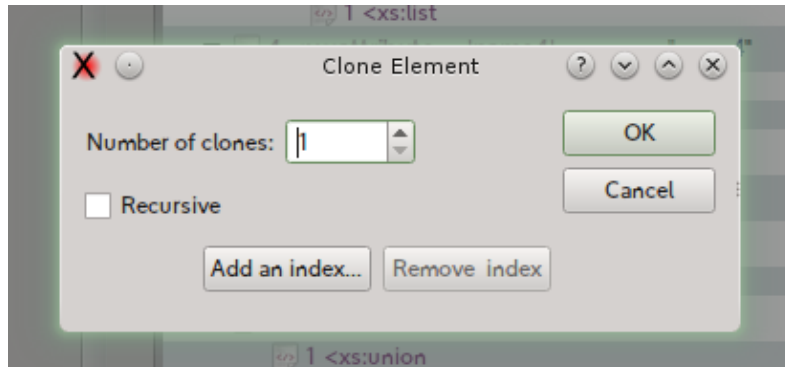 1 <xs:list
Clone Element
Number of clones: 1
OK
Cancel
Recursive
Add an index...
Remove index
1 <xs:union